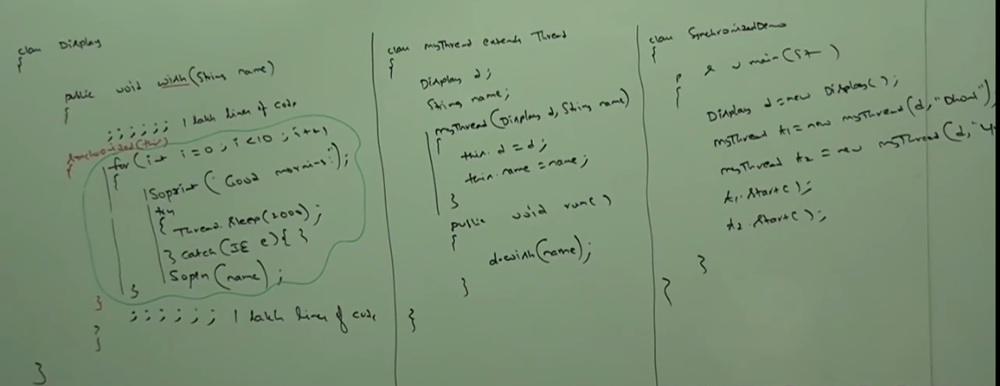 class Display
{
public void wish(String name)
{
; ; ; ; ; ; 1 lakh lines of code
synchronized(this)
{
for(int i=0; i<10; i++)
{
Soprint("Good morning:");
try
{
Thread.sleep(2000);
} catch(IE e){ }
Sopln(name);
}
}
; ; ; ; ; ; 1 lakh lines of code
}
}
class myThread extends Thread
{
Display d;
String name;
myThread(Display d, String name)
{
this.d = d;
this.name = name;
}
public void run()
{
d.wish(name);
}
}
class SynchronizedDemo
{
p s v main(St )
{
Display d = new Display();
myThread t1 = new myThread(d, "Dhoni");
myThread t2 = new myThread(d, "
t1.start();
t2.start();
}
}